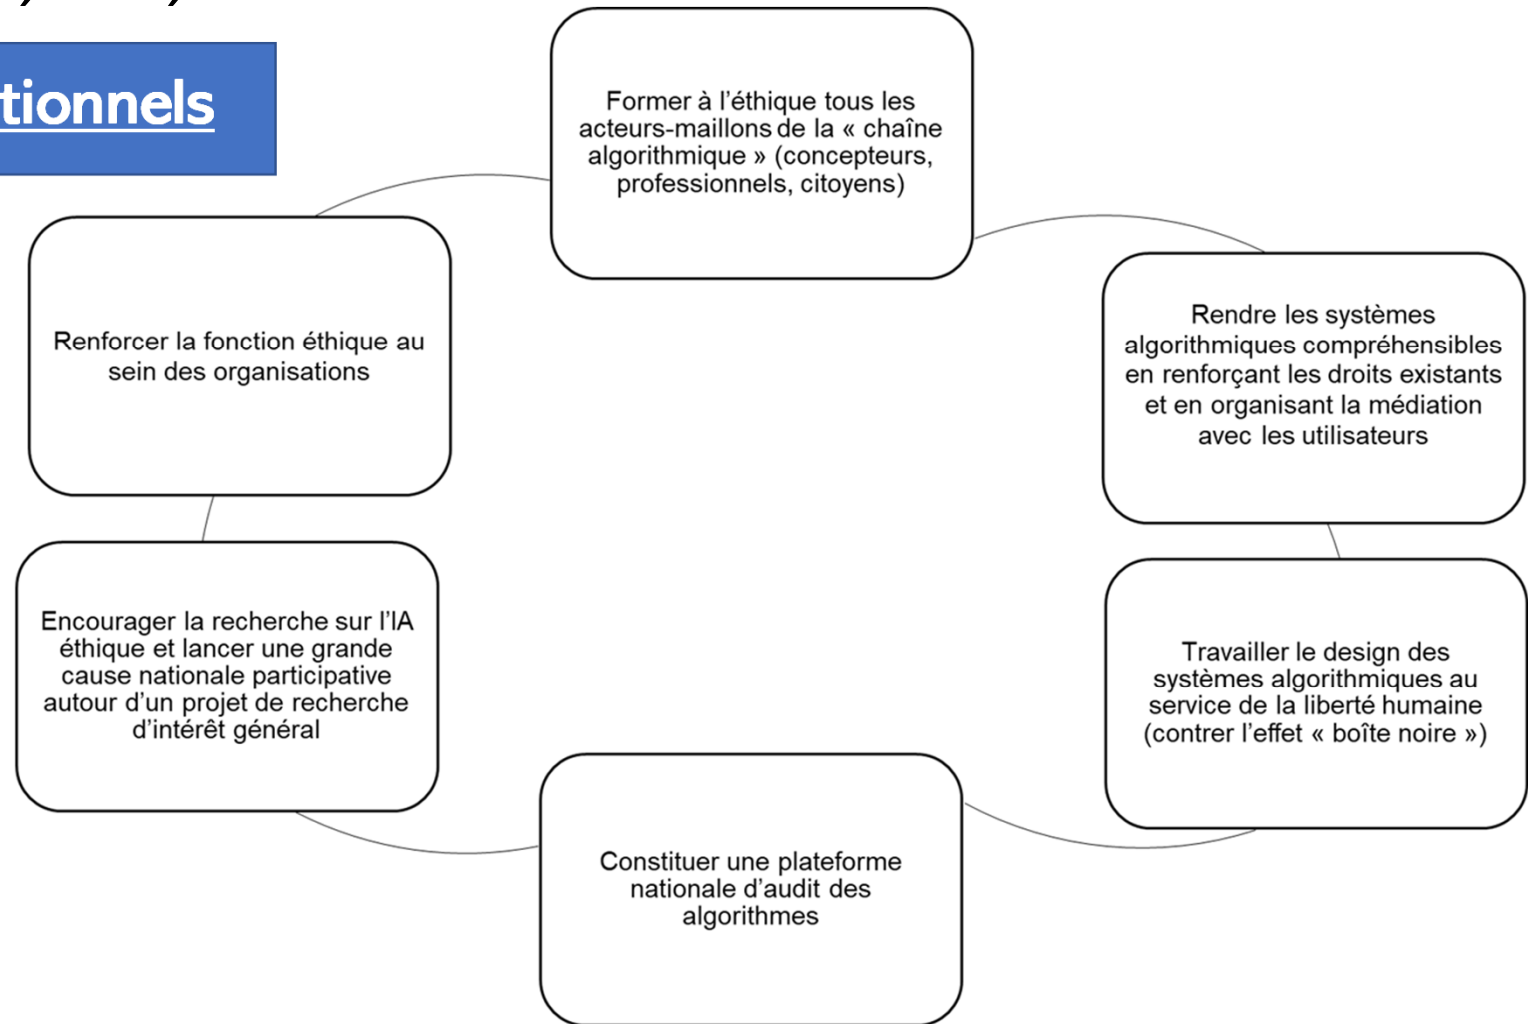 tionnels
Former à l’éthique tous les
acteurs-maillons de la « chaîne
algorithmique » (concepteurs,
professionnels, citoyens)
Rendre les systèmes
algorithmiques compréhensibles
en renforçant les droits existants
et en organisant la médiation
avec les utilisateurs
Travailler le design des
systèmes algorithmiques au
service de la liberté humaine
(contrer l’effet « boîte noire »)
Constituer une plateforme
nationale d’audit des
algorithmes
Encourager la recherche sur l’IA
éthique et lancer une grande
cause nationale participative
autour d’un projet de recherche
d’intérêt général
Renforcer la fonction éthique au
sein des organisations